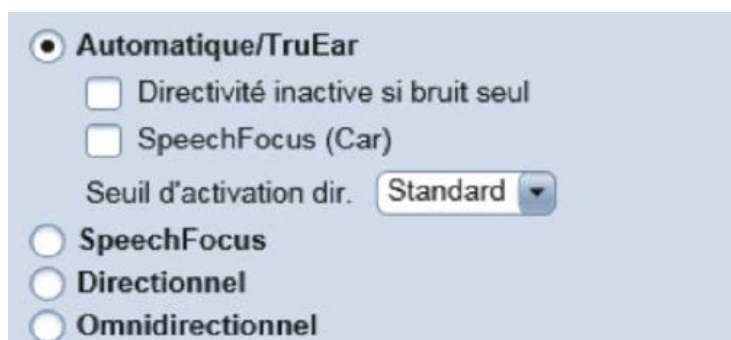 Automatique/TruEar
Directivité inactive si bruit seul
SpeechFocus (Car)
Seuil d'activation dir. Standard
SpeechFocus
Directionnel
Omnidirectionnel